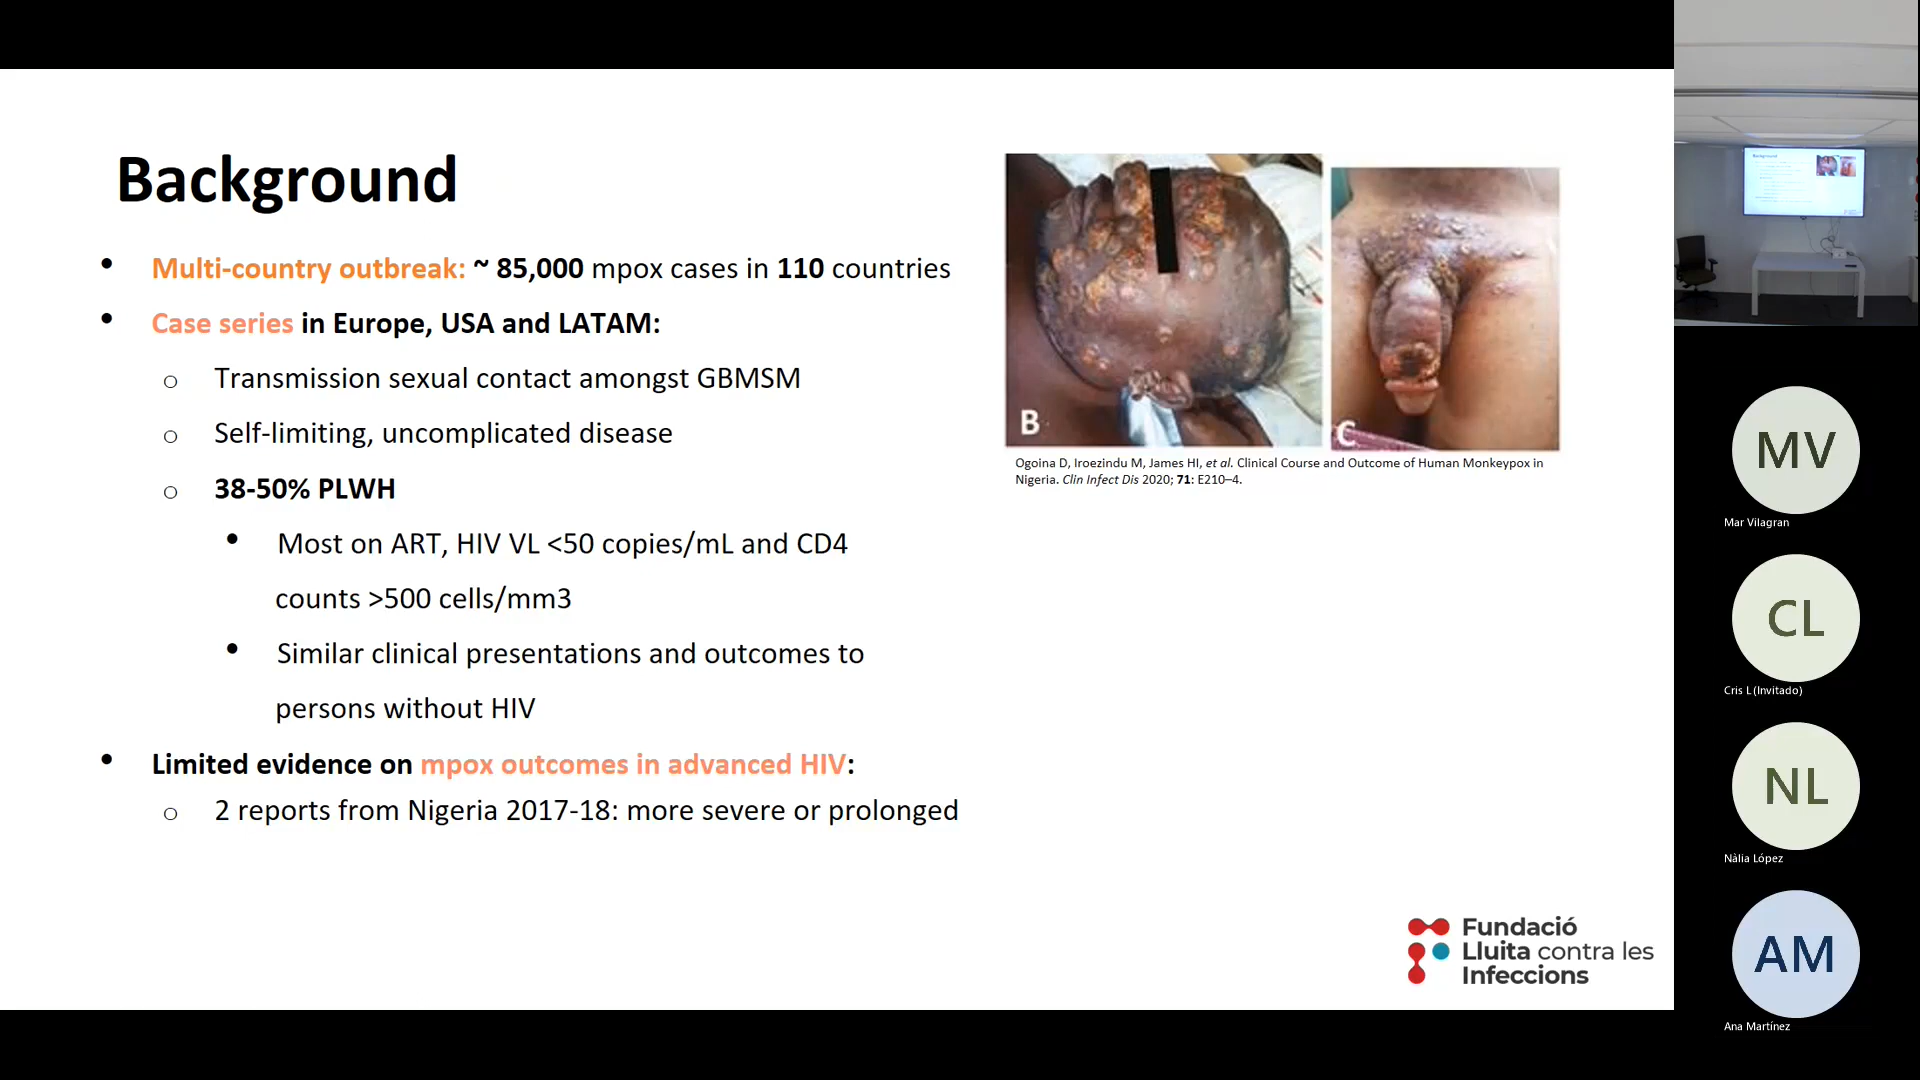 Background
• Multi-country outbreak: ~ 85,000 mpox cases in 110 countries
• Case series in Europe, USA and LATAM:
o Transmission sexual contact amongst GBMSM
o Self-limiting, uncomplicated disease
o 38-50% PLWH
• Most on ART, HIV VL <50 copies/mL and CD4
counts >500 cells/mm3
• Similar clinical presentations and outcomes to
persons without HIV
• Limited evidence on mpox outcomes in advanced HIV:
o 2 reports from Nigeria 2017-18: more severe or prolonged
B
C
Ogoina D, Iroezindu M, James HI, et al. Clinical Course and Outcome of Human Monkeypox in
Nigeria. Clin Infect Dis 2020; 71: E210–4.
Fundació
Lluita contra les
Infeccions
Background
MV
Mar Vilagran
CL
Cris L (Invitado)
NL
Nàlia López
AM
Ana Martínez